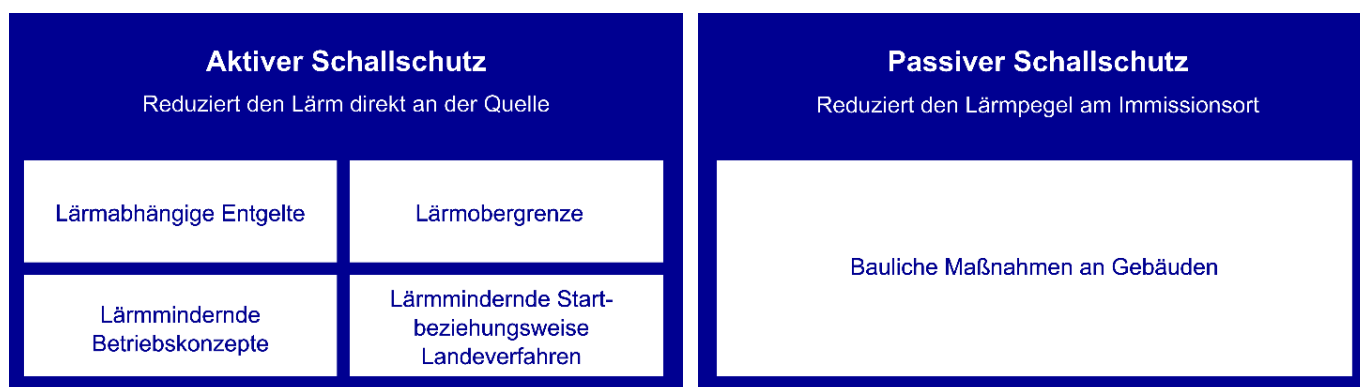 Aktiver Schallschutz
Reduziert den Lärm direkt an der Quelle
Lärmabhängige Entgelte
Lärmobergrenze
Lärmmindernde
Betriebskonzepte
Lärmmindernde Start-
beziehungsweise
Landeverfahren
Passiver Schallschutz
Reduziert den Lärmpegel am Immissionsort
Bauliche Maßnahmen an Gebäuden